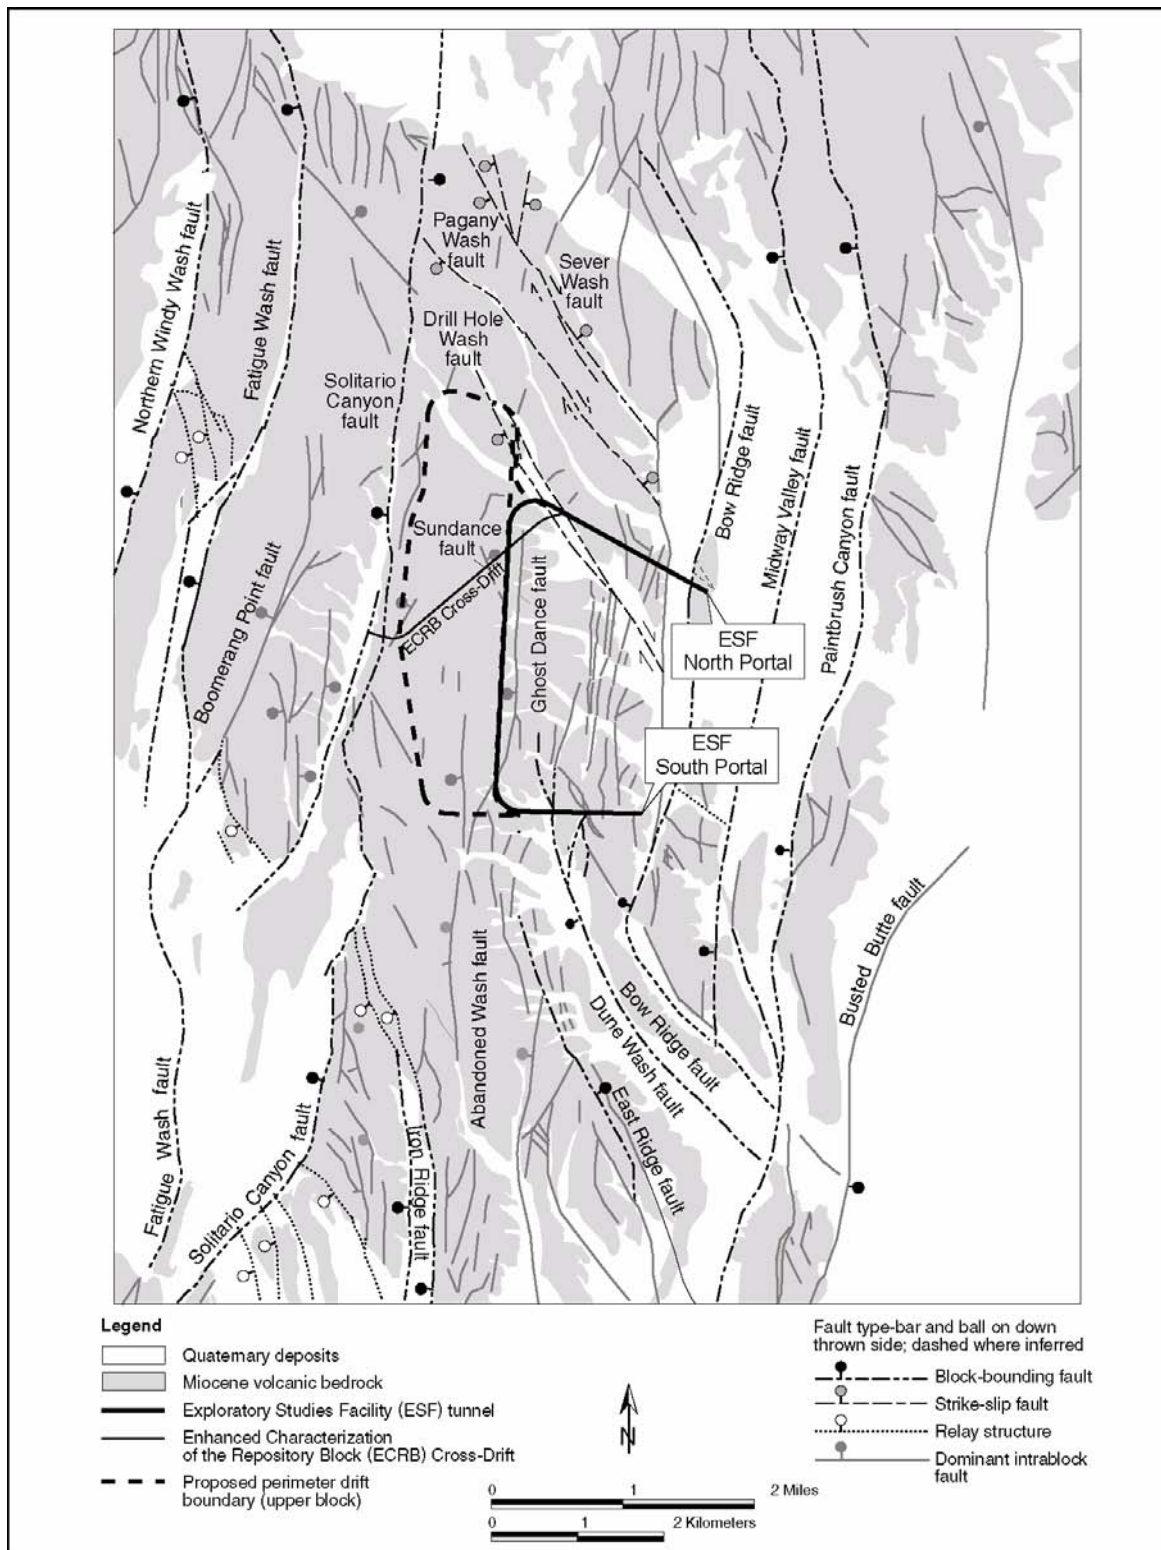 Northern Windy Wash fault
Fatigue Wash fault
Pagany
Wash
fault
Sever
Wash
fault
Drill Hole
Wash
fault
Solitario
Canyon
fault
Bow Ridge fault
Midway Valley fault
Paintbrush Canyon fault
Sundance
fault
ECRB Cross-Drift
Ghost Dance fault
Boomerang Point fault
ESF
North Portal
ESF
South Portal
Busted Butte fault
Abandoned Wash fault
Bow Ridge fault
Dune Wash fault
East Ridge fault
Fatigue Wash fault
Solitario Canyon fault
Iron Ridge fault
Legend
Quaternary deposits
Miocene volcanic bedrock
Exploratory Studies Facility (ESF) tunnel
Enhanced Characterization
of the Repository Block (ECRB) Cross-Drift
Proposed perimeter drift
boundary (upper block)
N
0 1 2 Miles
0 1 2 Kilometers
Fault type-bar and ball on down
thrown side; dashed where inferred
Block-bounding fault
Strike-slip fault
Relay structure
Dominant intrablock
fault